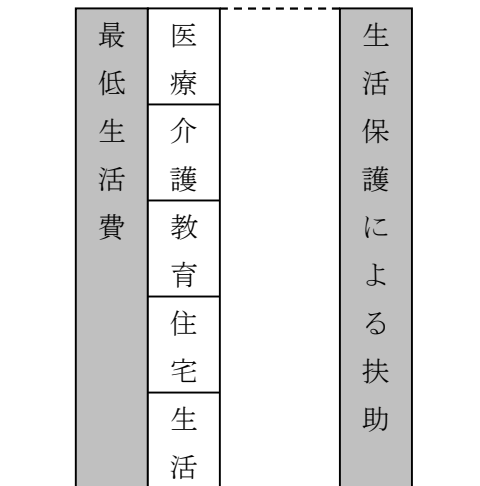 最低生活費
医療
介護
教育
住宅
生活
生活保護による扶助